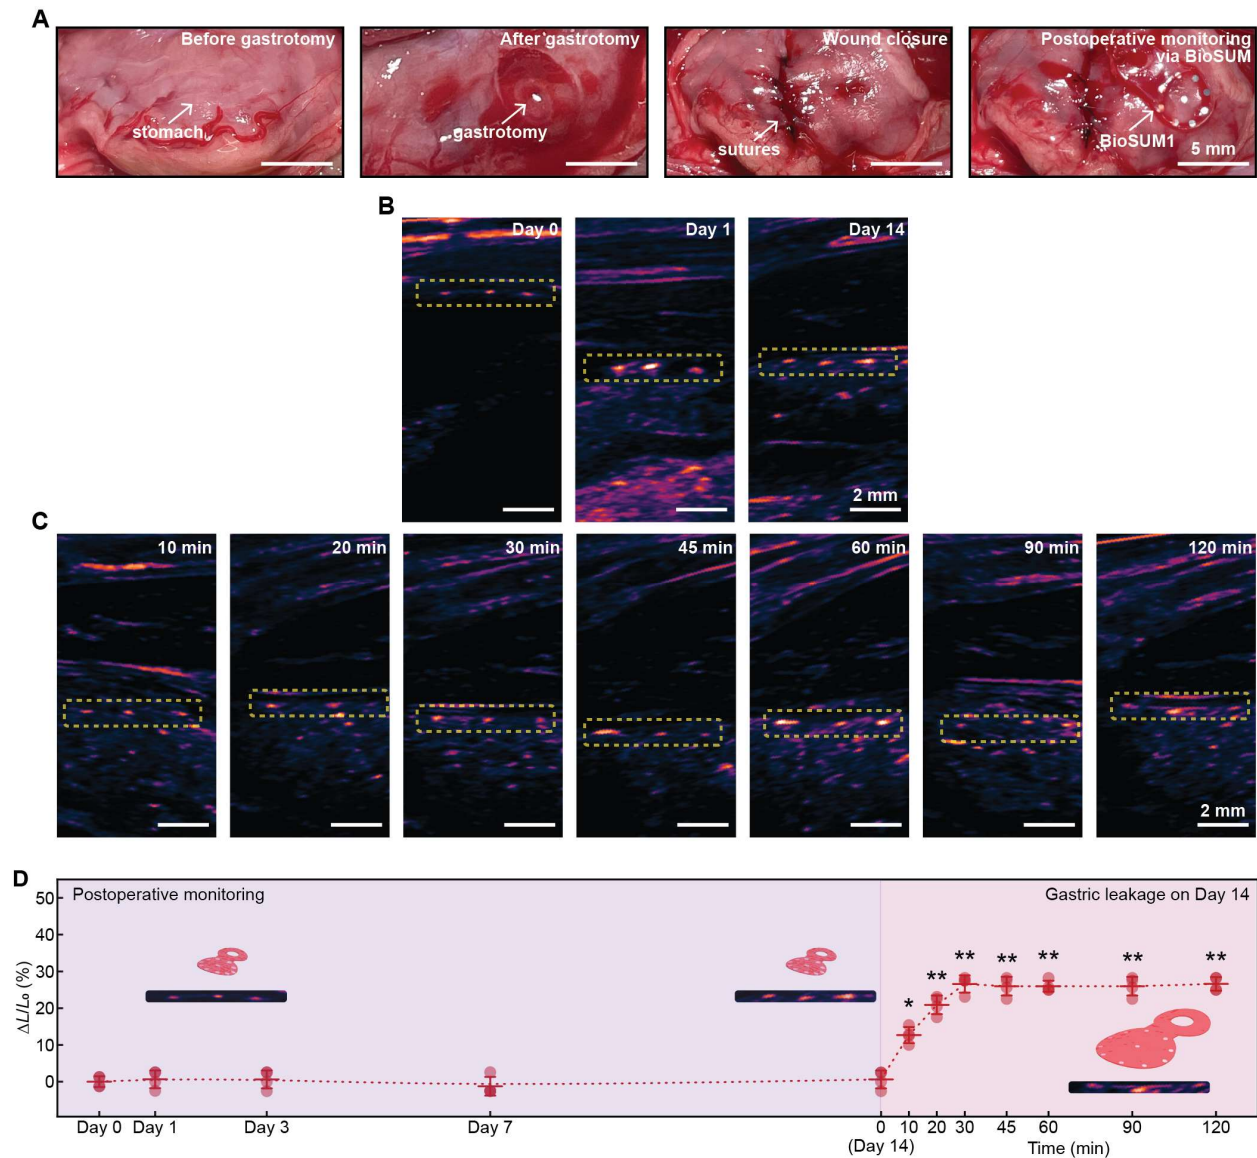 A
Before gastrotomy
stomach
After gastrotomy
gastrotomy
Wound closure
sutures
Postoperative monitoring
via BioSUM
BioSUM1
5 mm
B
Day 0
Day 1
Day 14
2 mm
C
10 min
20 min
30 min
45 min
60 min
90 min
120 min
2 mm
D
Postoperative monitoring
Gastric leakage on Day 14
ΔL/L₀ (%)
50
40
30
20
10
0
*
**
**
**
**
**
**
Day 0
Day 1
Day 3
Day 7
0
(Day 14)
10
20
30
45
60
90
120
Time (min)